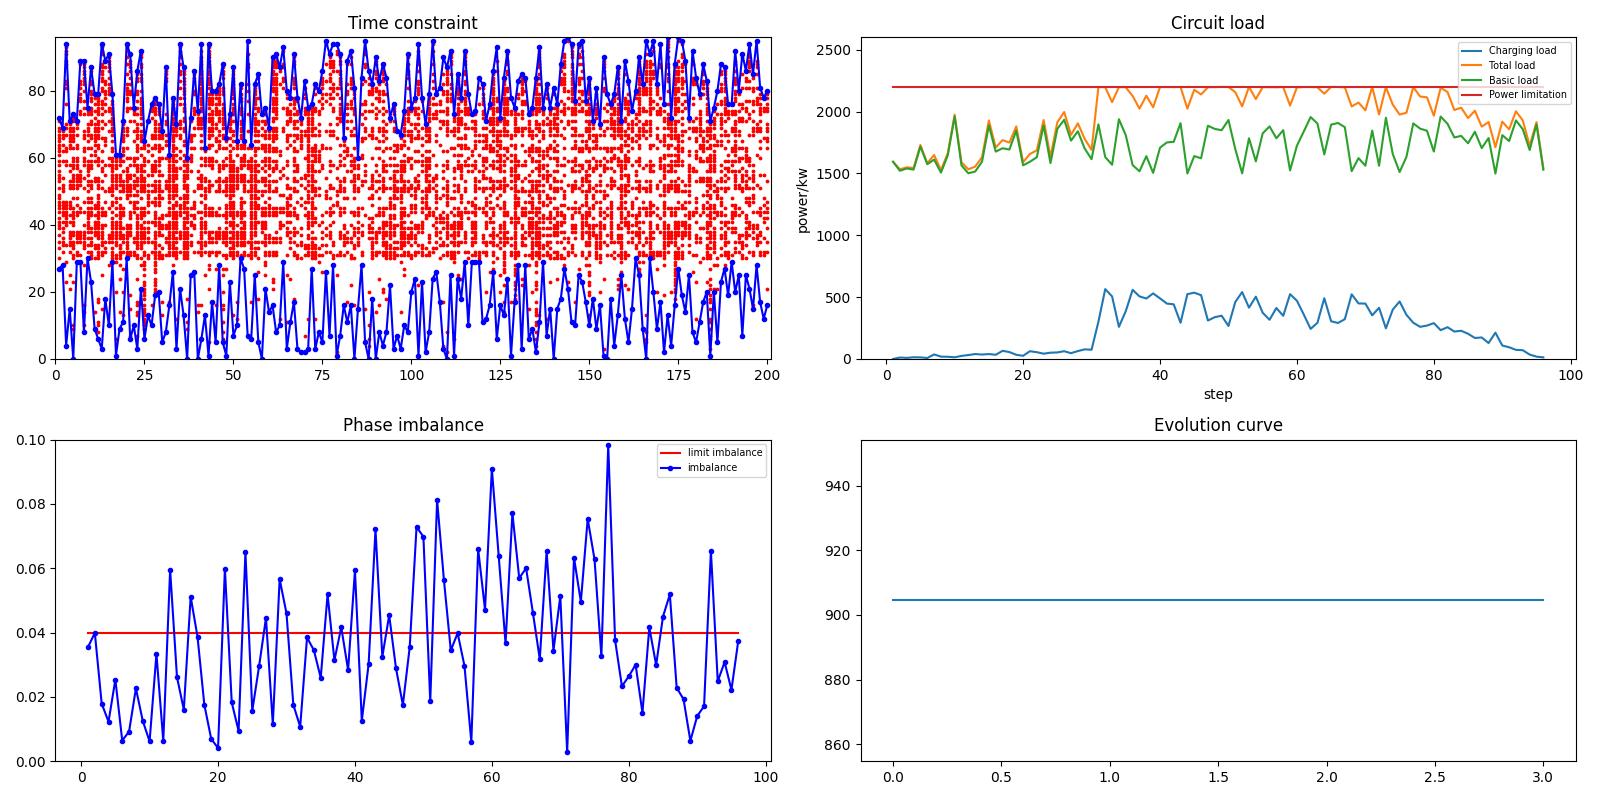 Time constraint
80
60
40
20
0
0 25 50 75 100 125 150 175 200
Circuit load
2500
2000
1500
1000
500
0
power/kw
Charging load
Total load
Basic load
Power limitation
0 20 40 60 80 100
step
Phase imbalance
0.10
0.08
0.06
0.04
0.02
0.00
limit imbalance
imbalance
0 20 40 60 80 100
Evolution curve
940
920
900
880
860
0.0 0.5 1.0 1.5 2.0 2.5 3.0